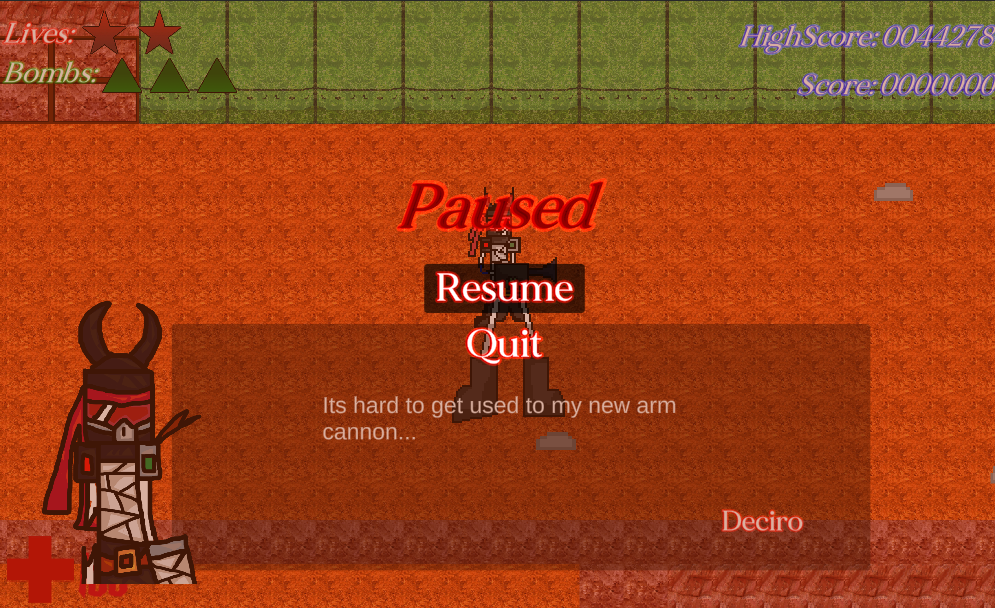 Lives:
HighScore: 0044278
Bombs:
Score: 0000000
Paused
Resume
Quit
Its hard to get used to my new arm
cannon...
Deciro